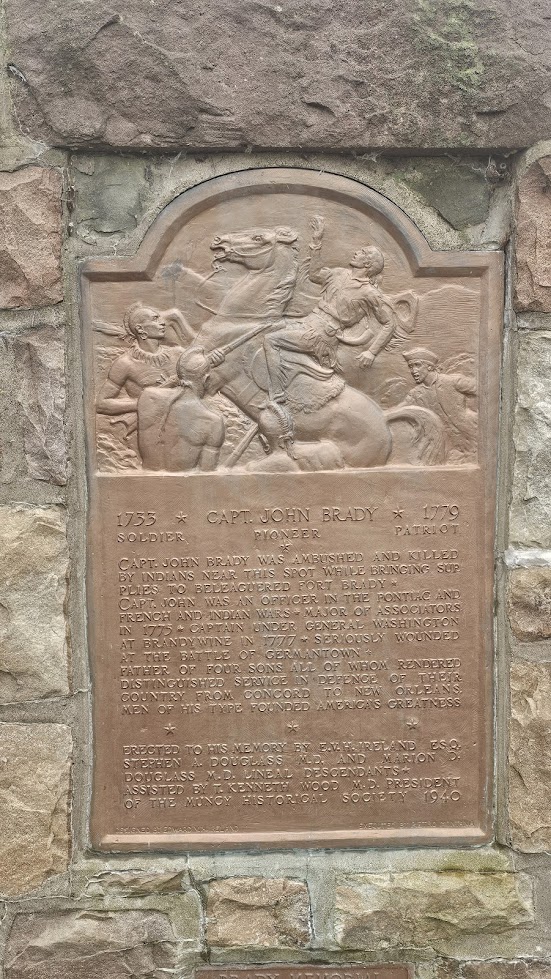 1733 * CAPT. JOHN BRADY * 1779
SOLDIER PIONEER PATRIOT
*
CAPT. JOHN BRADY WAS AMBUSHED AND KILLED
BY INDIANS NEAR THIS SPOT WHILE BRINGING SUP
PLIES TO BELEAGUERED FORT BRADY *
CAPT. JOHN WAS AN OFFICER IN THE PONTIAC AND
FRENCH AND INDIAN WARS * MAJOR OF ASSOCIATORS
IN 1775 * CAPTAIN UNDER GENERAL WASHINGTON
AT BRANDYWINE IN 1777 * SERIOUSLY WOUNDED
AT THE BATTLE OF GERMANTOWN *
FATHER OF FOUR SONS ALL OF WHOM RENDERED
DISTINGUISHED SERVICE IN DEFENCE OF THEIR
COUNTRY FROM CONCORD TO NEW ORLEANS.
MEN OF HIS TYPE FOUNDED AMERICA'S GREATNESS
* * *
ERECTED TO HIS MEMORY BY E.V.H. IRELAND ESQ.
STEPHEN A. DOUGLASS M.D. AND MARION D.
DOUGLASS M.D. LINEAL DESCENDANTS *
ASSISTED BY T. KENNETH WOOD M.D. PRESIDENT
OF THE MUNCY HISTORICAL SOCIETY 1940